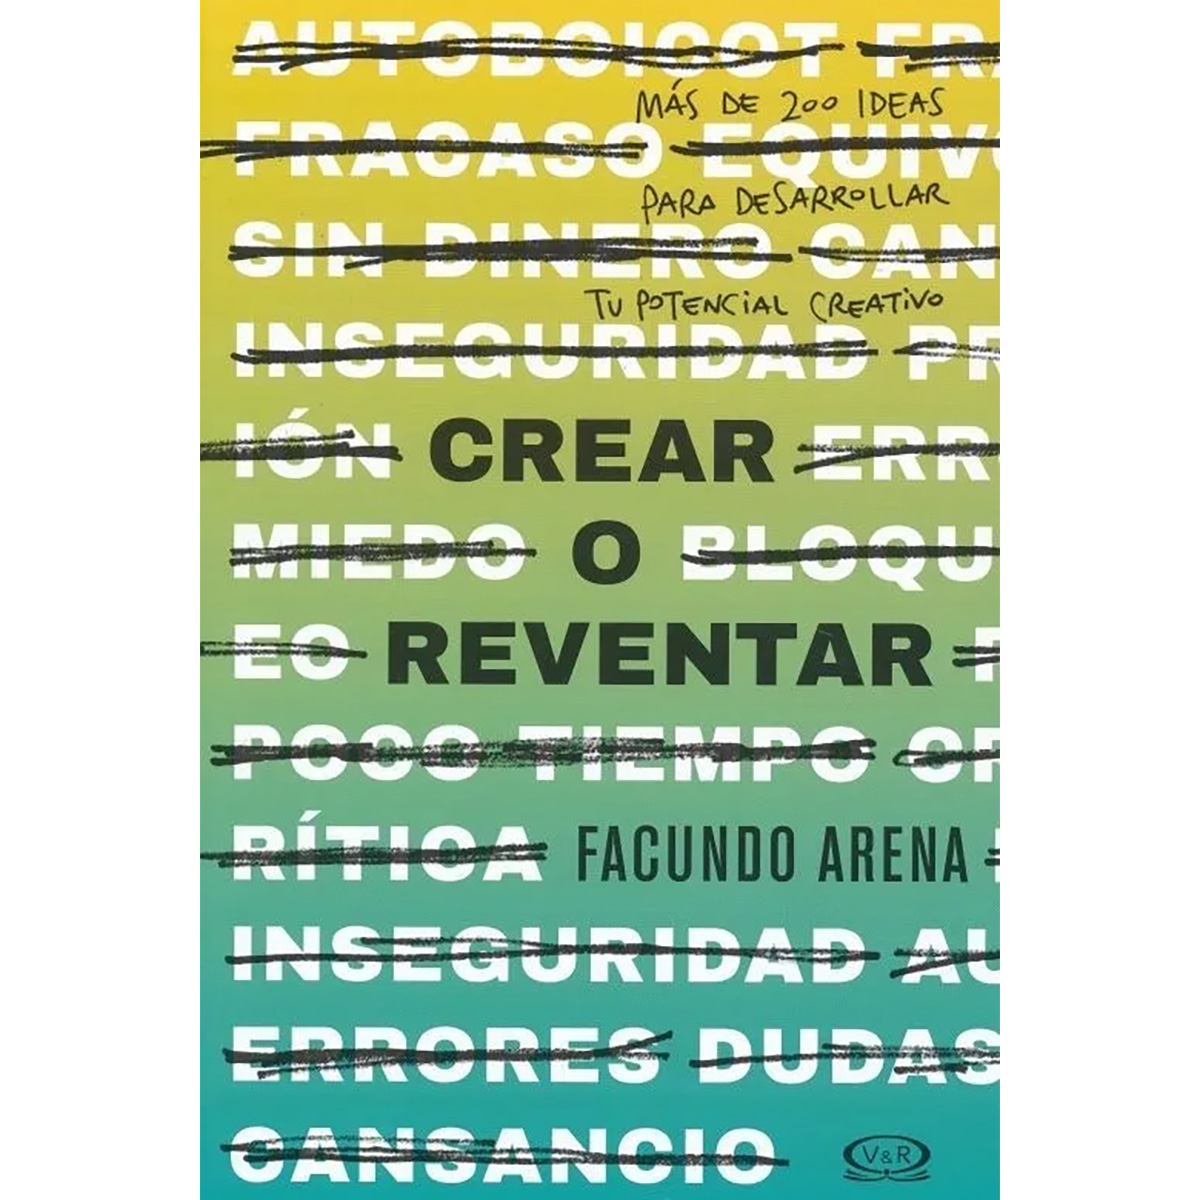 AUTOBOICOT FRA
MÁS DE 200 IDEAS
FRACASO EQUIVO
PARA DESARROLLAR
SIN DINERO CAN
TU POTENCIAL CREATIVO
INSEGURIDAD PR
IÓN CREAR ERRO
MIEDO O BLOQU
EO REVENTAR P
POCO TIEMPO CR
RÍTICA FACUNDO ARENA
INSEGURIDAD AU
ERRORES DUDAS
CANSANCIO V&R